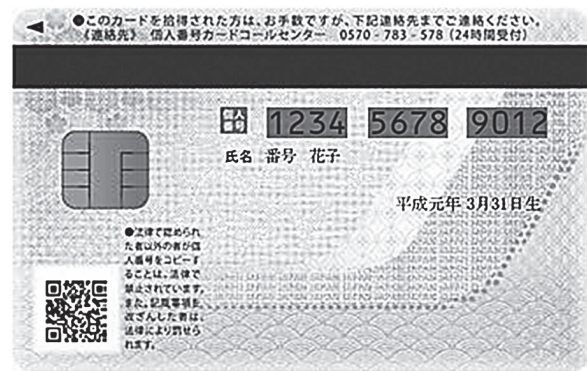 ●このカードを拾得された方は、お手数ですが、下記連絡先までご連絡ください。
《連絡先》 個人番号カードコールセンター 0570-783-578 (24時間受付)
個人番号 1234 5678 9012
氏名 番号 花子
平成元年 3月31日生
●法律で認められ
た者以外の者が個
人番号をコピーす
ることは、法律で
禁止されています。
また、記載事項を
改ざんした者は、
法律により罰せら
れます。